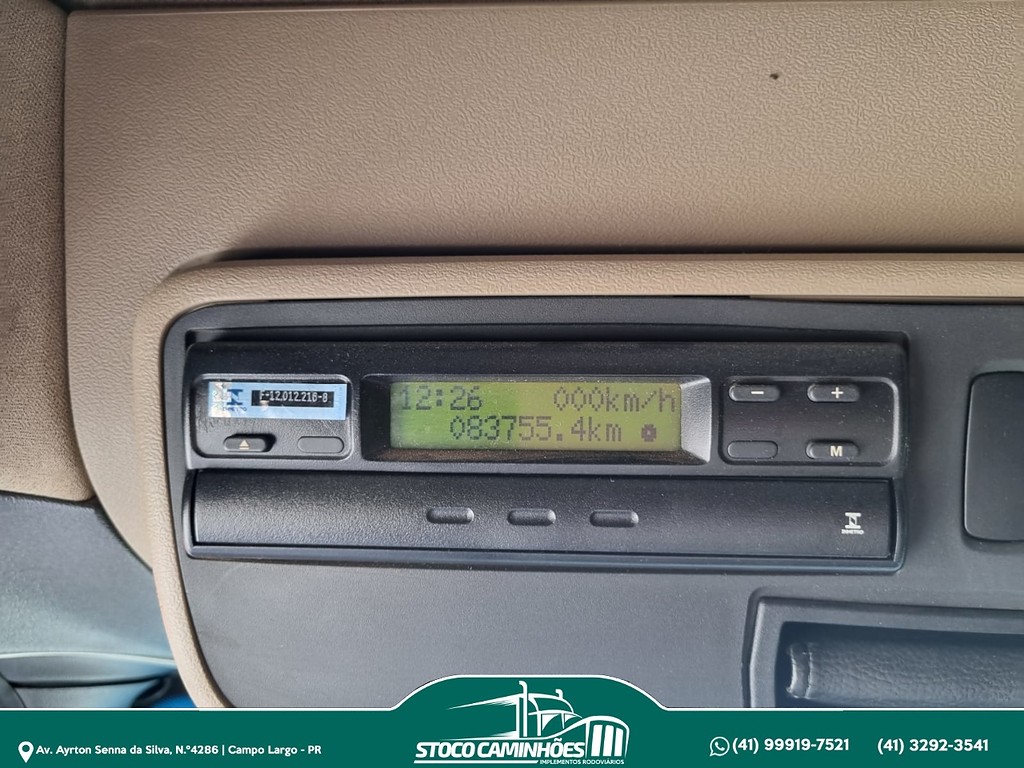 F-12.012.216-8
12:26 000km/h
083755.4km
- +
M
Av. Ayrton Senna da Silva, N.°4286 | Campo Largo - PR
STOCO CAMINHÕES
IMPLEMENTOS RODOVIÁRIOS
(41) 99919-7521 (41) 3292-3541